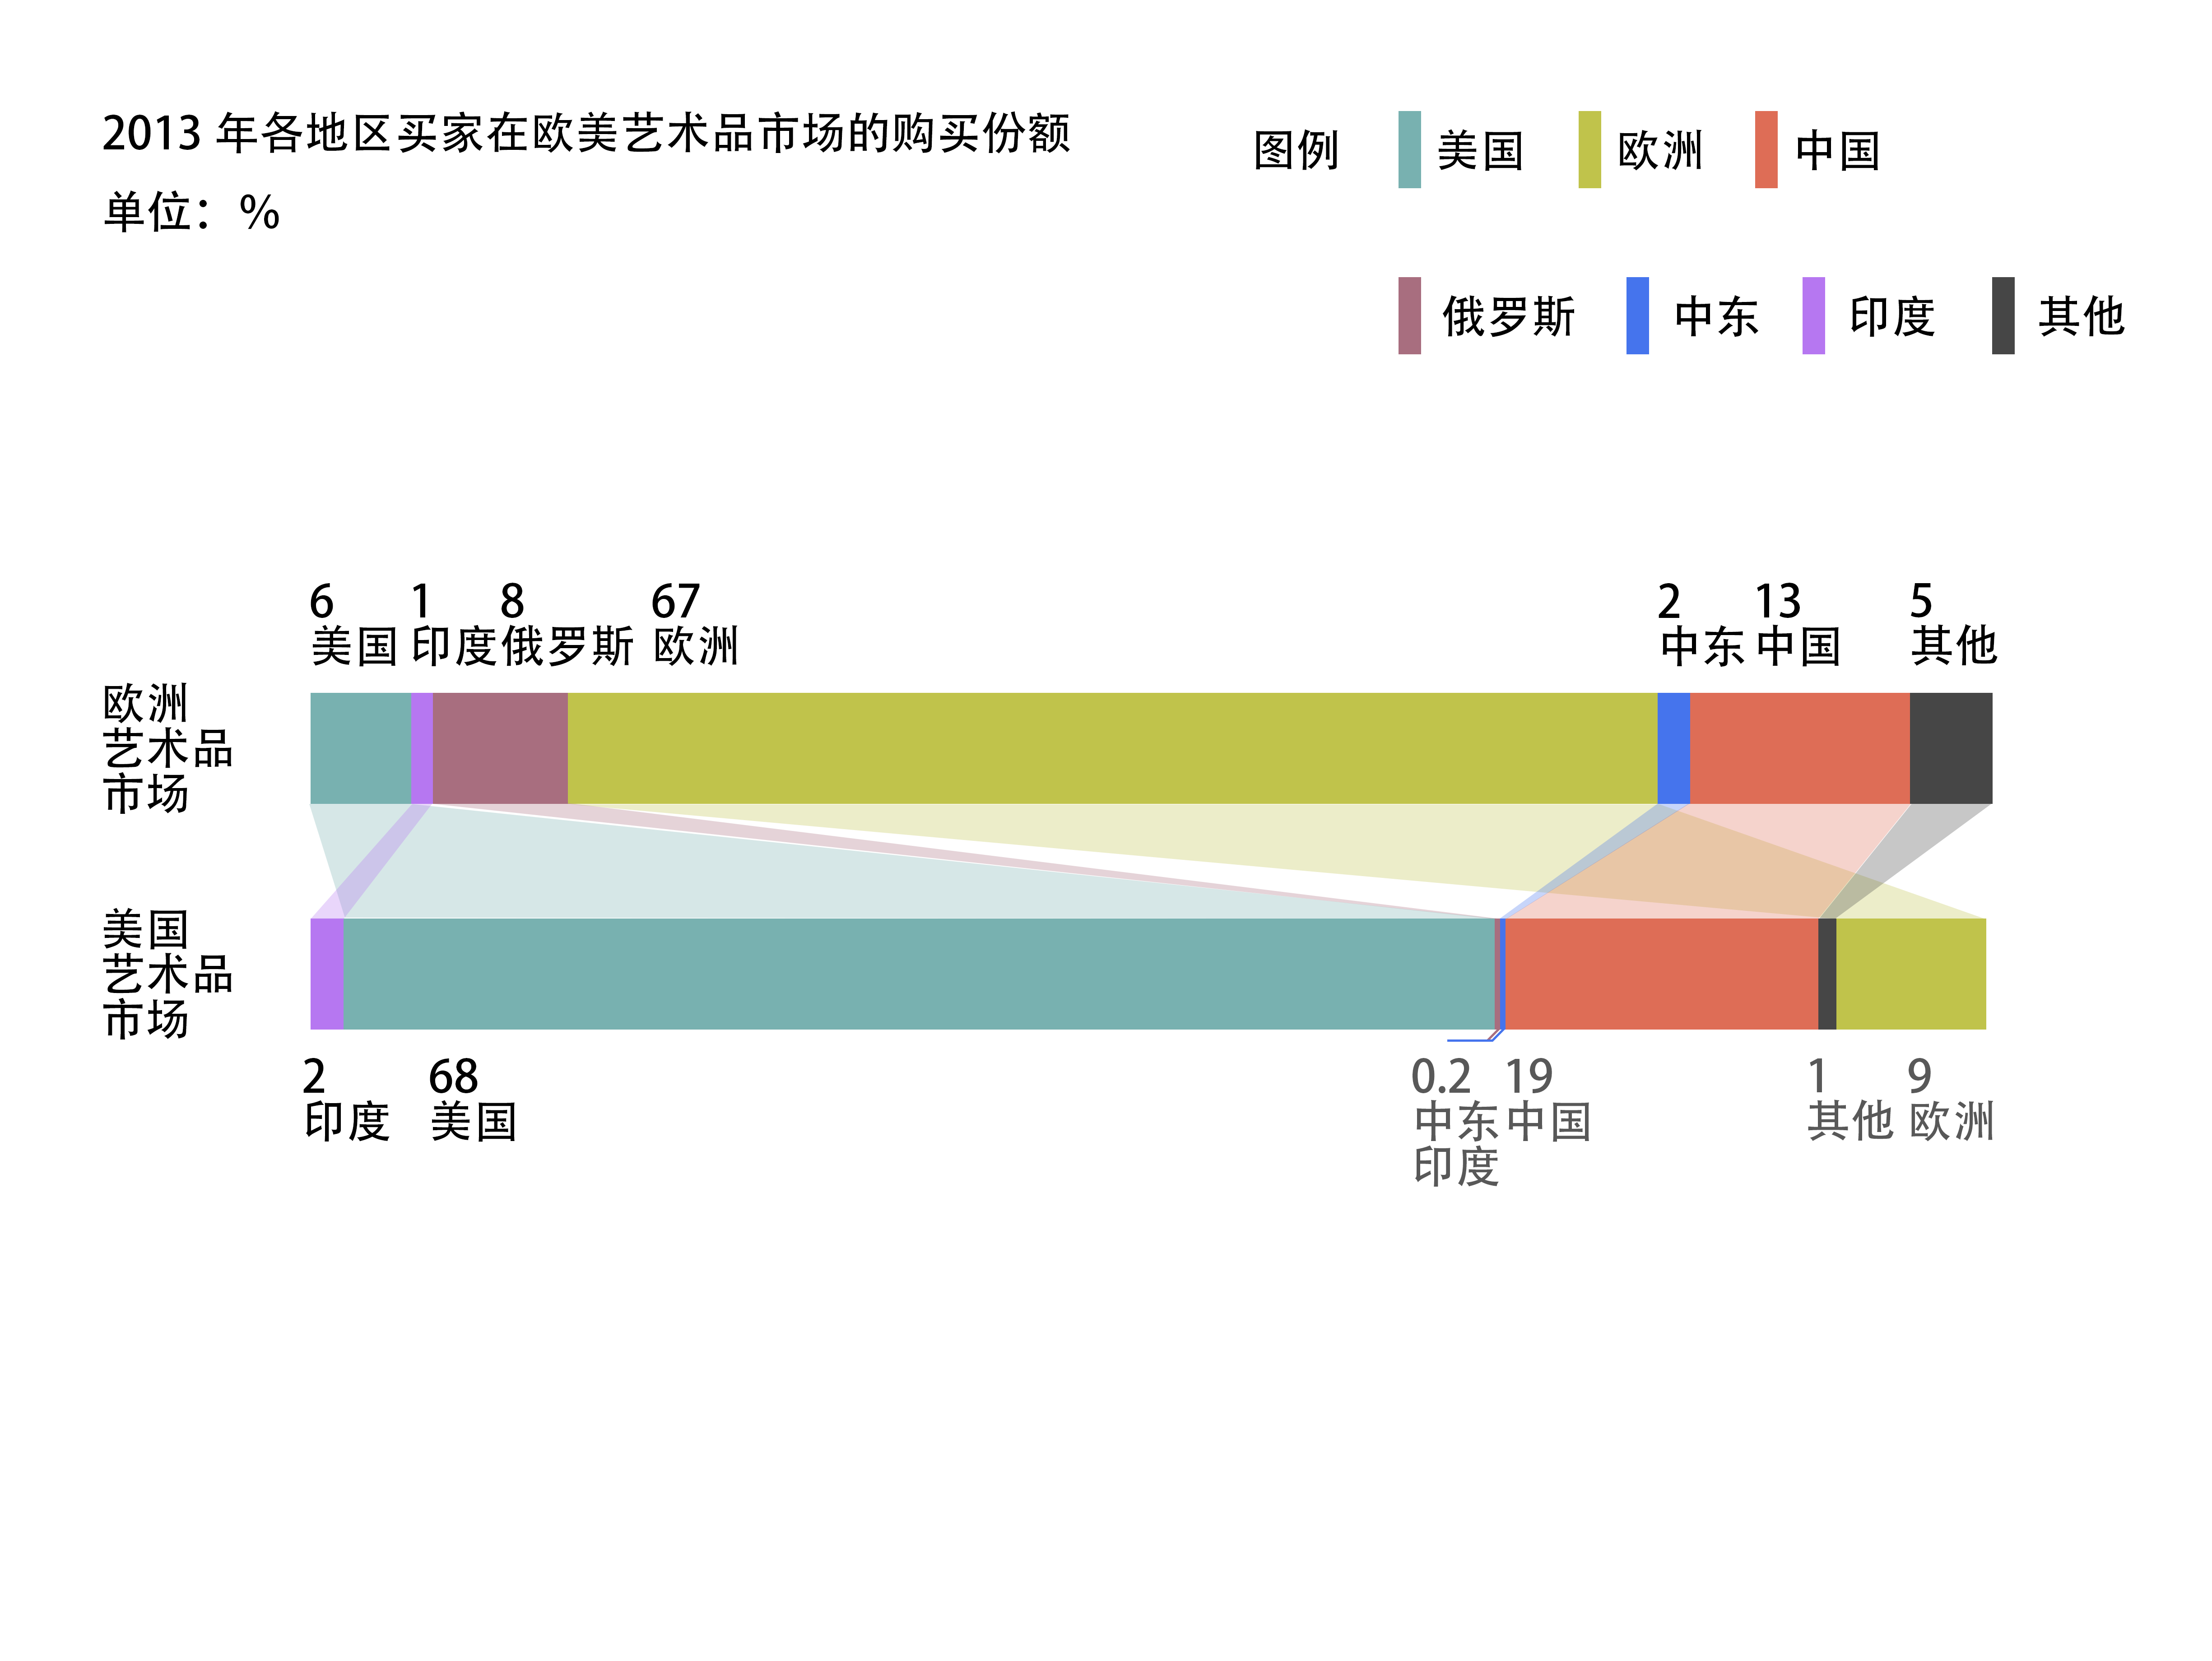 2013 年各地区买家在欧美艺术品市场的购买份额
单位：%
图例 美国 欧洲 中国
俄罗斯 中东 印度 其他
6 1 8 67 2 13 5
美国 印度 俄罗斯 欧洲 中东 中国 其他
欧洲
艺术品
市场
美国
艺术品
市场
2 68 0.2 19 1 9
印度 美国 中东 中国 其他 欧洲
印度